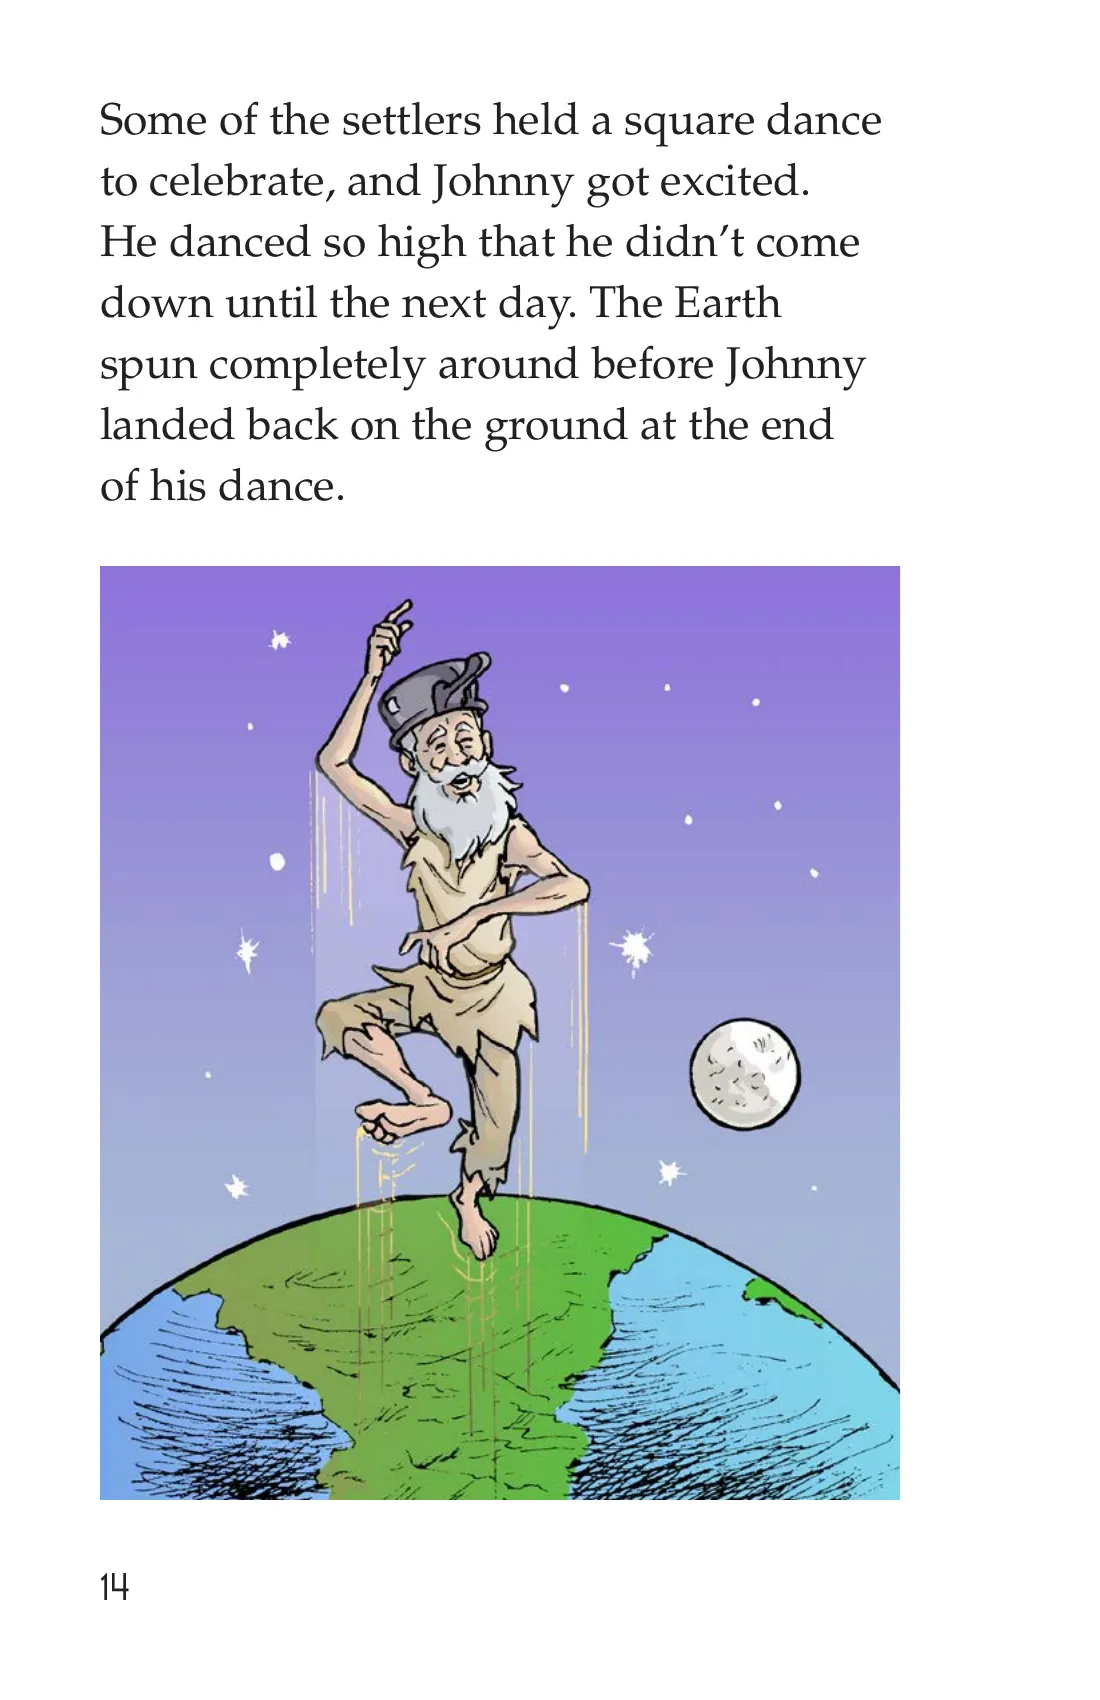 Some of the settlers held a square dance
to celebrate, and Johnny got excited.
He danced so high that he didn’t come
down until the next day. The Earth
spun completely around before Johnny
landed back on the ground at the end
of his dance.
14